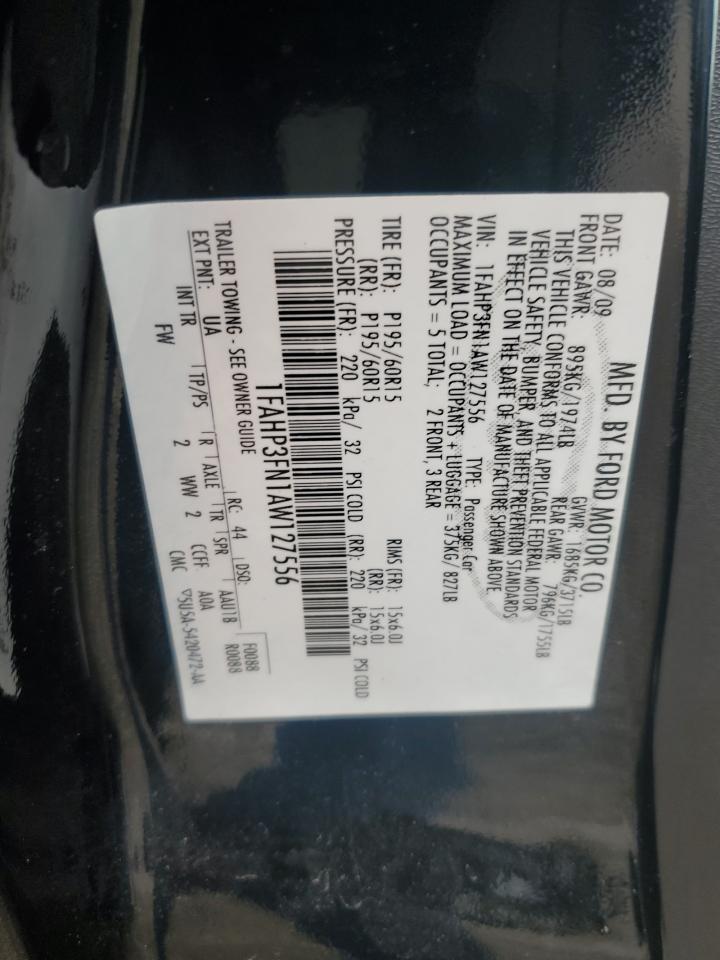 MFD. BY FORD MOTOR CO.
DATE: 08/09 GVWR: 1685KG/3715LB
FRONT GAWR: 895KG/1974LB REAR GAWR: 796KG/1755LB
THIS VEHICLE CONFORMS TO ALL APPLICABLE FEDERAL MOTOR
VEHICLE SAFETY, BUMPER, AND THEFT PREVENTION STANDARDS
IN EFFECT ON THE DATE OF MANUFACTURE SHOWN ABOVE.
VIN: 1FAHP3FN1AW127556 TYPE: Passenger Car
MAXIMUM LOAD = OCCUPANTS + LUGGAGE = 375KG/827LB
OCCUPANTS = 5 TOTAL; 2 FRONT, 3 REAR
TIRE (FR): P195/60R15 RIMS (FR): 15x6.0J
(RR): P195/60R15 (RR): 15x6.0J
PRESSURE (FR): 220 kPa/ 32 PSI COLD (RR): 220 kPa/ 32 PSI COLD
1FAHP3FN1AW127556
TRAILER TOWING - SEE OWNER GUIDE
F0088
R0088
EXT PNT: UA RC: 44 DSO:
INT TR TP/PS R AXLE TR SPR AAU1B
FW 2 WW 2 CCFF A0A
CMC 5U5A-5420472-AA